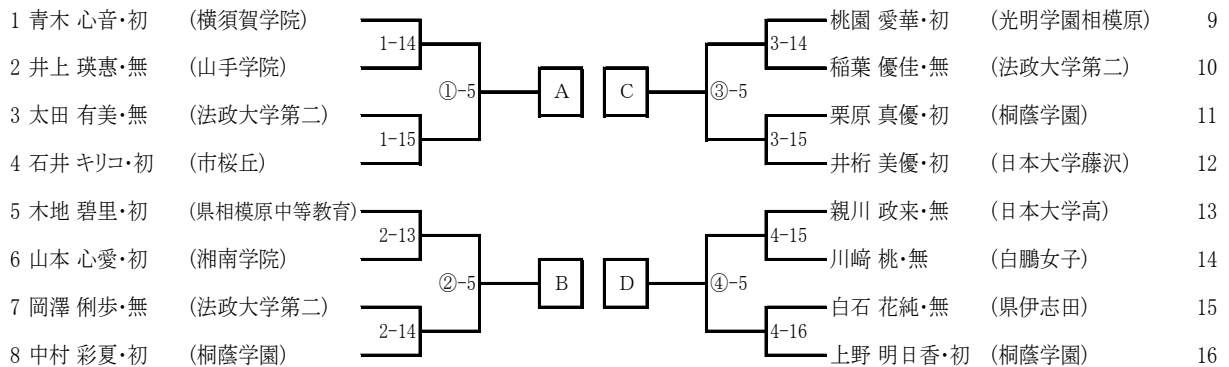 1 青木 心音・初 (横須賀学院)
1-14
2 井上 瑛惠・無 (山手学院)
①-5
A
3 太田 有美・無 (法政大学第二)
1-15
4 石井 キリコ・初 (市桜丘)
5 木地 碧里・初 (県相模原中等教育)
2-13
6 山本 心愛・初 (湘南学院)
②-5
B
7 岡澤 俐歩・無 (法政大学第二)
2-14
8 中村 彩夏・初 (桐蔭学園)
桃園 愛華・初 (光明学園相模原) 9
3-14
稲葉 優佳・無 (法政大学第二) 10
C
③-5
栗原 真優・初 (桐蔭学園) 11
3-15
井桁 美優・初 (日本大学藤沢) 12
親川 政来・無 (日本大学高) 13
4-15
川﨑 桃・無 (白鵬女子) 14
D
④-5
白石 花純・無 (県伊志田) 15
4-16
上野 明日香・初 (桐蔭学園) 16